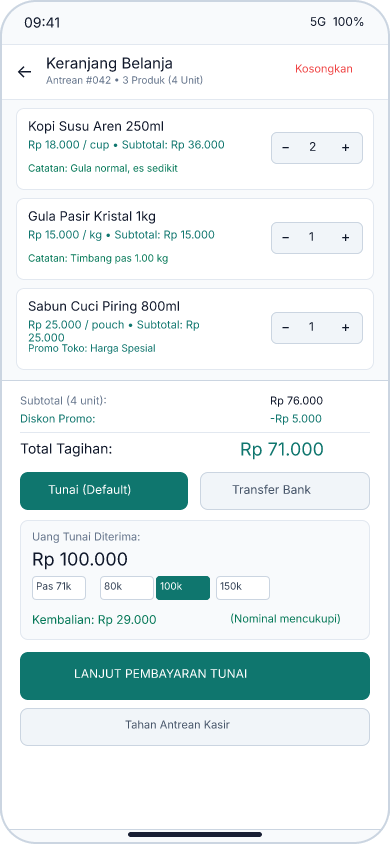 09:41 5G 100%
← Keranjang Belanja
Kosongkan
Antrean #042 • 3 Produk (4 Unit)
Kopi Susu Aren 250ml
Rp 18.000 / cup • Subtotal: Rp 36.000
− 2 +
Catatan: Gula normal, es sedikit
Gula Pasir Kristal 1kg
Rp 15.000 / kg • Subtotal: Rp 15.000
− 1 +
Catatan: Timbang pas 1.00 kg
Sabun Cuci Piring 800ml
Rp 25.000 / pouch • Subtotal: Rp
25.000
− 1 +
Promo Toko: Harga Spesial
Subtotal (4 unit): Rp 76.000
Diskon Promo: -Rp 5.000
Total Tagihan: Rp 71.000
Tunai (Default) Transfer Bank
Uang Tunai Diterima:
Rp 100.000
Pas 71k 80k 100k 150k
Kembalian: Rp 29.000 (Nominal mencukupi)
LANJUT PEMBAYARAN TUNAI
Tahan Antrean Kasir